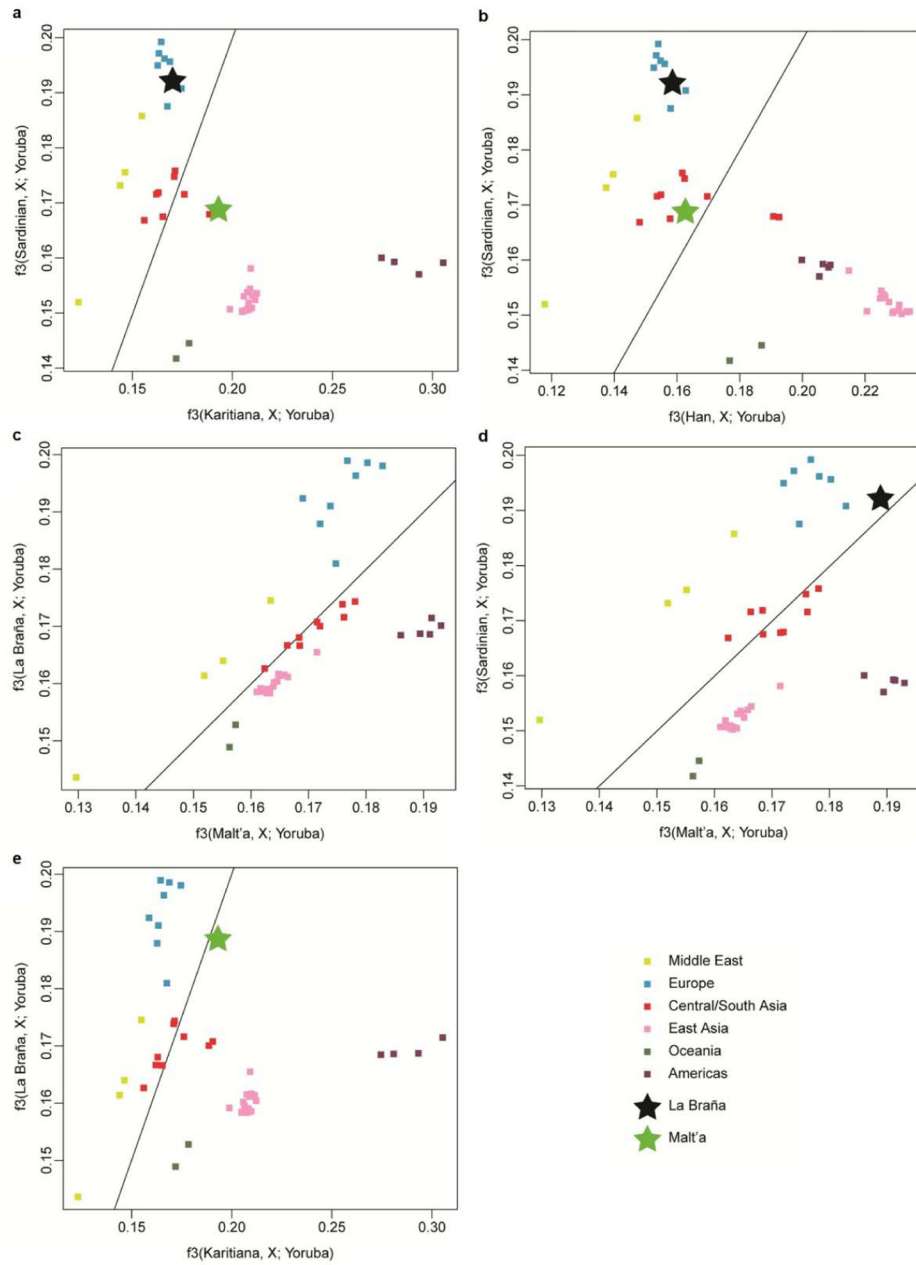 a
0.20
0.19
0.18
0.17
0.16
0.15
0.14
f3(Sardinian, X; Yoruba)
0.15
0.20
0.25
0.30
f3(Karitiana, X; Yoruba)
b
0.20
0.19
0.18
0.17
0.16
0.15
0.14
f3(Sardinian, X; Yoruba)
0.12
0.14
0.16
0.18
0.20
0.22
f3(Han, X; Yoruba)
c
0.20
0.19
0.18
0.17
0.16
0.15
f3(La Braña, X; Yoruba)
0.13
0.14
0.15
0.16
0.17
0.18
0.19
f3(Malt'a, X; Yoruba)
d
0.20
0.19
0.18
0.17
0.16
0.15
0.14
f3(Sardinian, X; Yoruba)
0.13
0.14
0.15
0.16
0.17
0.18
0.19
f3(Malt'a, X; Yoruba)
e
0.20
0.19
0.18
0.17
0.16
0.15
f3(La Braña, X; Yoruba)
0.15
0.20
0.25
0.30
f3(Karitiana, X; Yoruba)
Middle East
Europe
Central/South Asia
East Asia
Oceania
Americas
La Braña
Malt'a